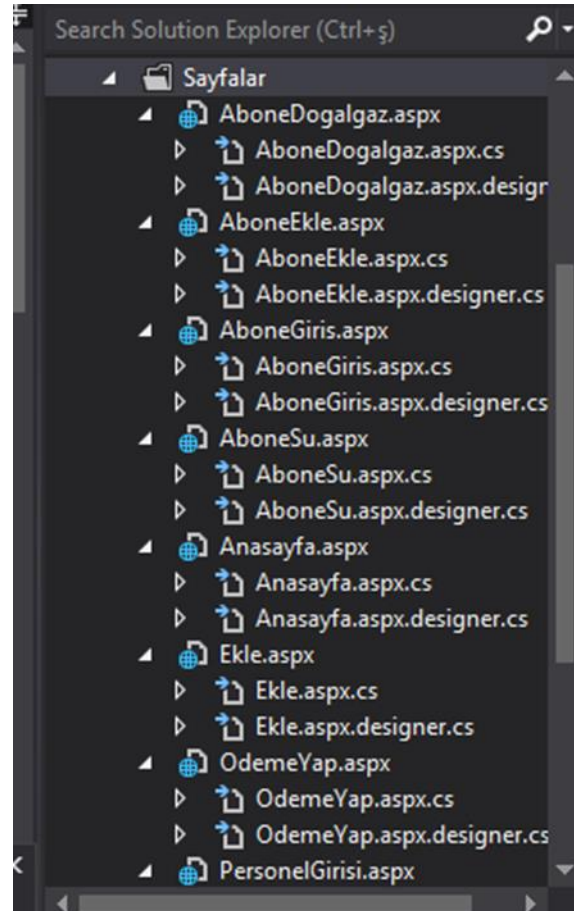 Search Solution Explorer (Ctrl+ş)
Sayfalar
AboneDogalgaz.aspx
AboneDogalgaz.aspx.cs
AboneDogalgaz.aspx.design
AboneEkle.aspx
AboneEkle.aspx.cs
AboneEkle.aspx.designer.cs
AboneGiris.aspx
AboneGiris.aspx.cs
AboneGiris.aspx.designer.cs
AboneSu.aspx
AboneSu.aspx.cs
AboneSu.aspx.designer.cs
Anasayfa.aspx
Anasayfa.aspx.cs
Anasayfa.aspx.designer.cs
Ekle.aspx
Ekle.aspx.cs
Ekle.aspx.designer.cs
OdemeYap.aspx
OdemeYap.aspx.cs
OdemeYap.aspx.designer.cs
PersonelGirisi.aspx